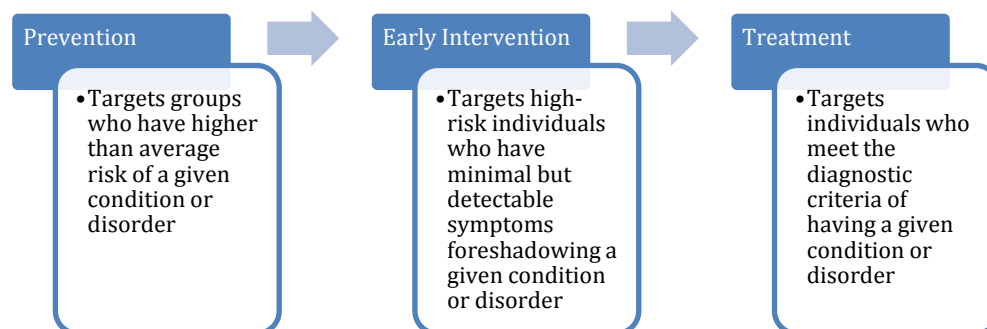 Prevention
•Targets groups
who have higher
than average
risk of a given
condition or
disorder
Early Intervention
•Targets high-
risk individuals
who have
minimal but
detectable
symptoms
foreshadowing a
given condition
or disorder
Treatment
•Targets
individuals who
meet the
diagnostic
criteria of
having a given
condition or
disorder